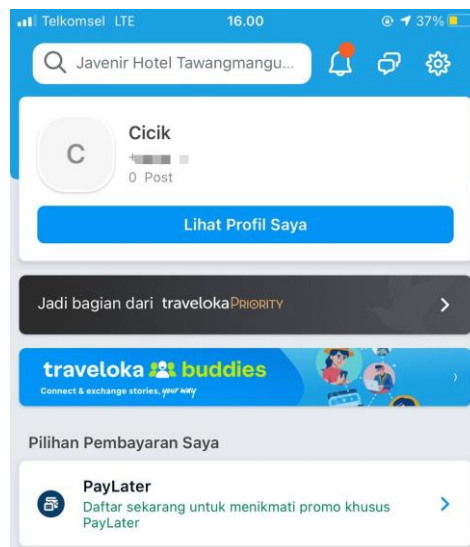 Telkomsel LTE 16.00 37%
Javenir Hotel Tawangmangu...
C
Cicik
0 Post
Lihat Profil Saya
Jadi bagian dari traveloka PRIORITY
traveloka buddies
Connect & exchange stories, your way
Pilihan Pembayaran Saya
PayLater
Daftar sekarang untuk menikmati promo khusus
PayLater